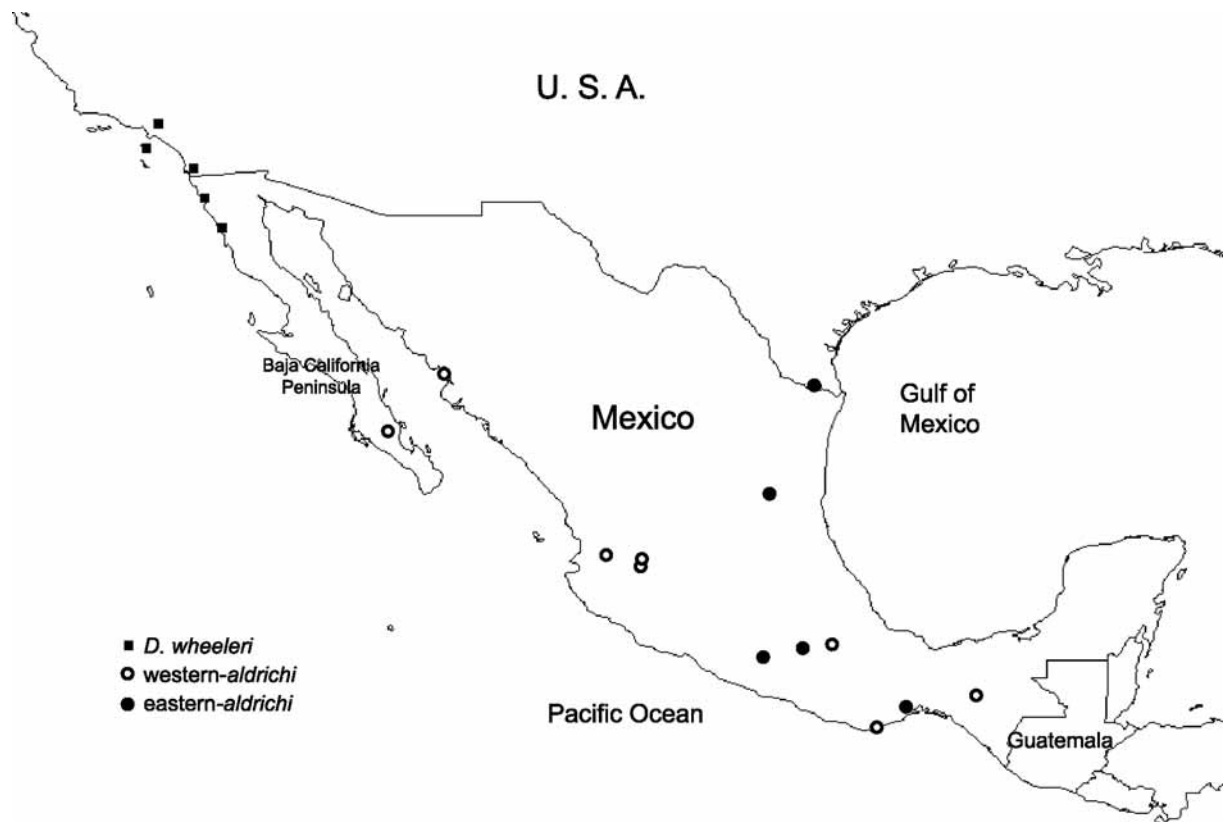 U. S. A.
Baja California
Peninsula
Mexico
Gulf of
Mexico
D. wheeleri
western-aldrichi
eastern-aldrichi
Pacific Ocean
Guatemala